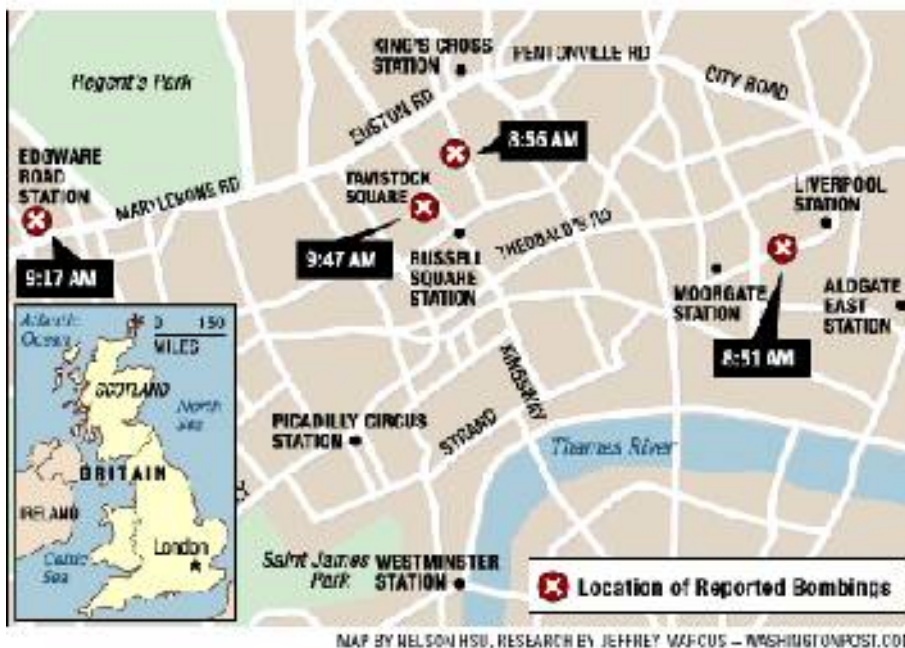 KING'S CROSS
STATION
PENTONVILLE RD
CITY ROAD
Regent's Park
EUSTON RD
8:56 AM
EDGWARE
ROAD
STATION
MARYLEBONE RD
TAVISTOCK
SQUARE
LIVERPOOL
STATION
THEOBALD'S RD
9:17 AM
9:47 AM
RUSSELL
SQUARE
STATION
MOORGATE
STATION
ALDGATE
EAST
STATION
8:51 AM
Atlantic
Ocean
0 150
MILES
SCOTLAND
North
Sea
BRITAIN
IRELAND
Celtic
Sea
London
KINGSWAY
PICADILLY CIRCUS
STATION
STRAND
Thames River
Saint James
Park
WESTMINSTER
STATION
Location of Reported Bombings
MAP BY NELSON HSU, RESEARCH BY JEFFREY MARCUS – WASHINGTONPOST.COM